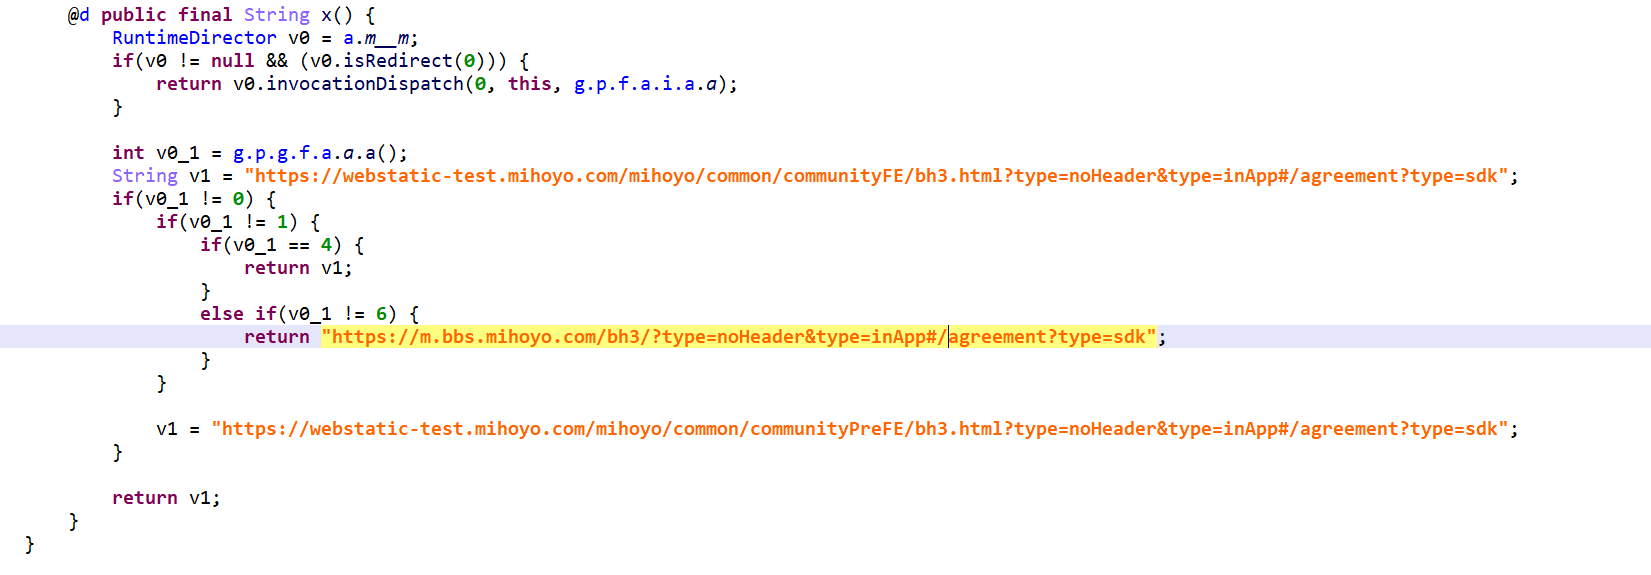 @d public final String x() {
RuntimeDirector v0 = a.m__m;
if(v0 != null && (v0.isRedirect(0))) {
return v0.invocationDispatch(0, this, g.p.f.a.i.a.a);
}
int v0_1 = g.p.g.f.a.a.a();
String v1 = "https://webstatic-test.mihoyo.com/mihoyo/common/communityFE/bh3.html?type=noHeader&type=inApp#/agreement?type=sdk";
if(v0_1 != 0) {
if(v0_1 != 1) {
if(v0_1 == 4) {
return v1;
}
else if(v0_1 != 6) {
return "https://m.bbs.mihoyo.com/bh3/?type=noHeader&type=inApp#/agreement?type=sdk";
}
}
v1 = "https://webstatic-test.mihoyo.com/mihoyo/common/communityPreFE/bh3.html?type=noHeader&type=inApp#/agreement?type=sdk";
}
return v1;
}
}